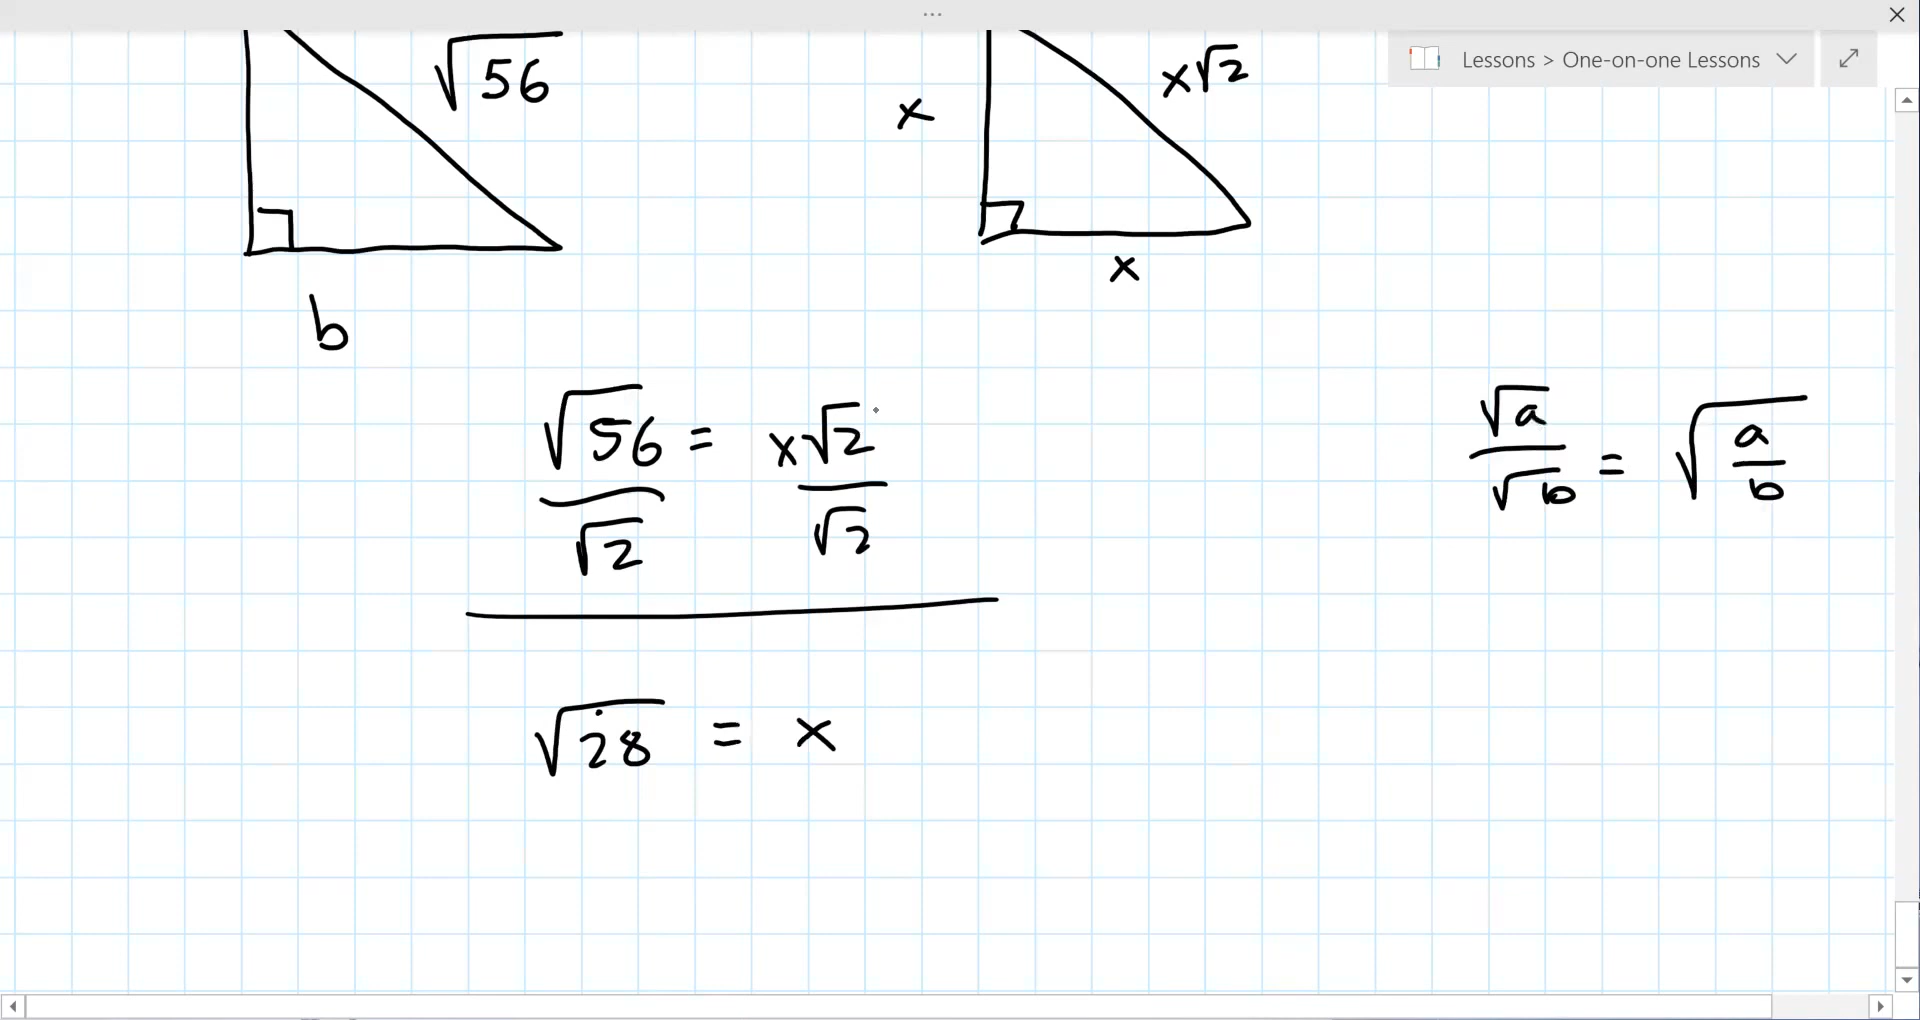 ...
Lessons > One-on-one Lessons
√56
x√2
x
x
b
√56 = x√2
√2 √2
√a/√b = √(a/b)
√28 = x